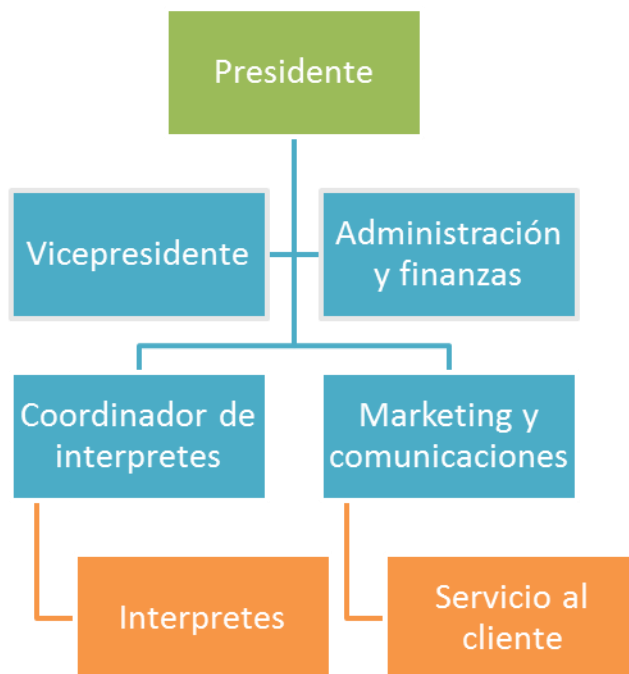 Presidente
Vicepresidente
Administración
y finanzas
Coordinador de
interpretes
Marketing y
comunicaciones
Interpretes
Servicio al
cliente